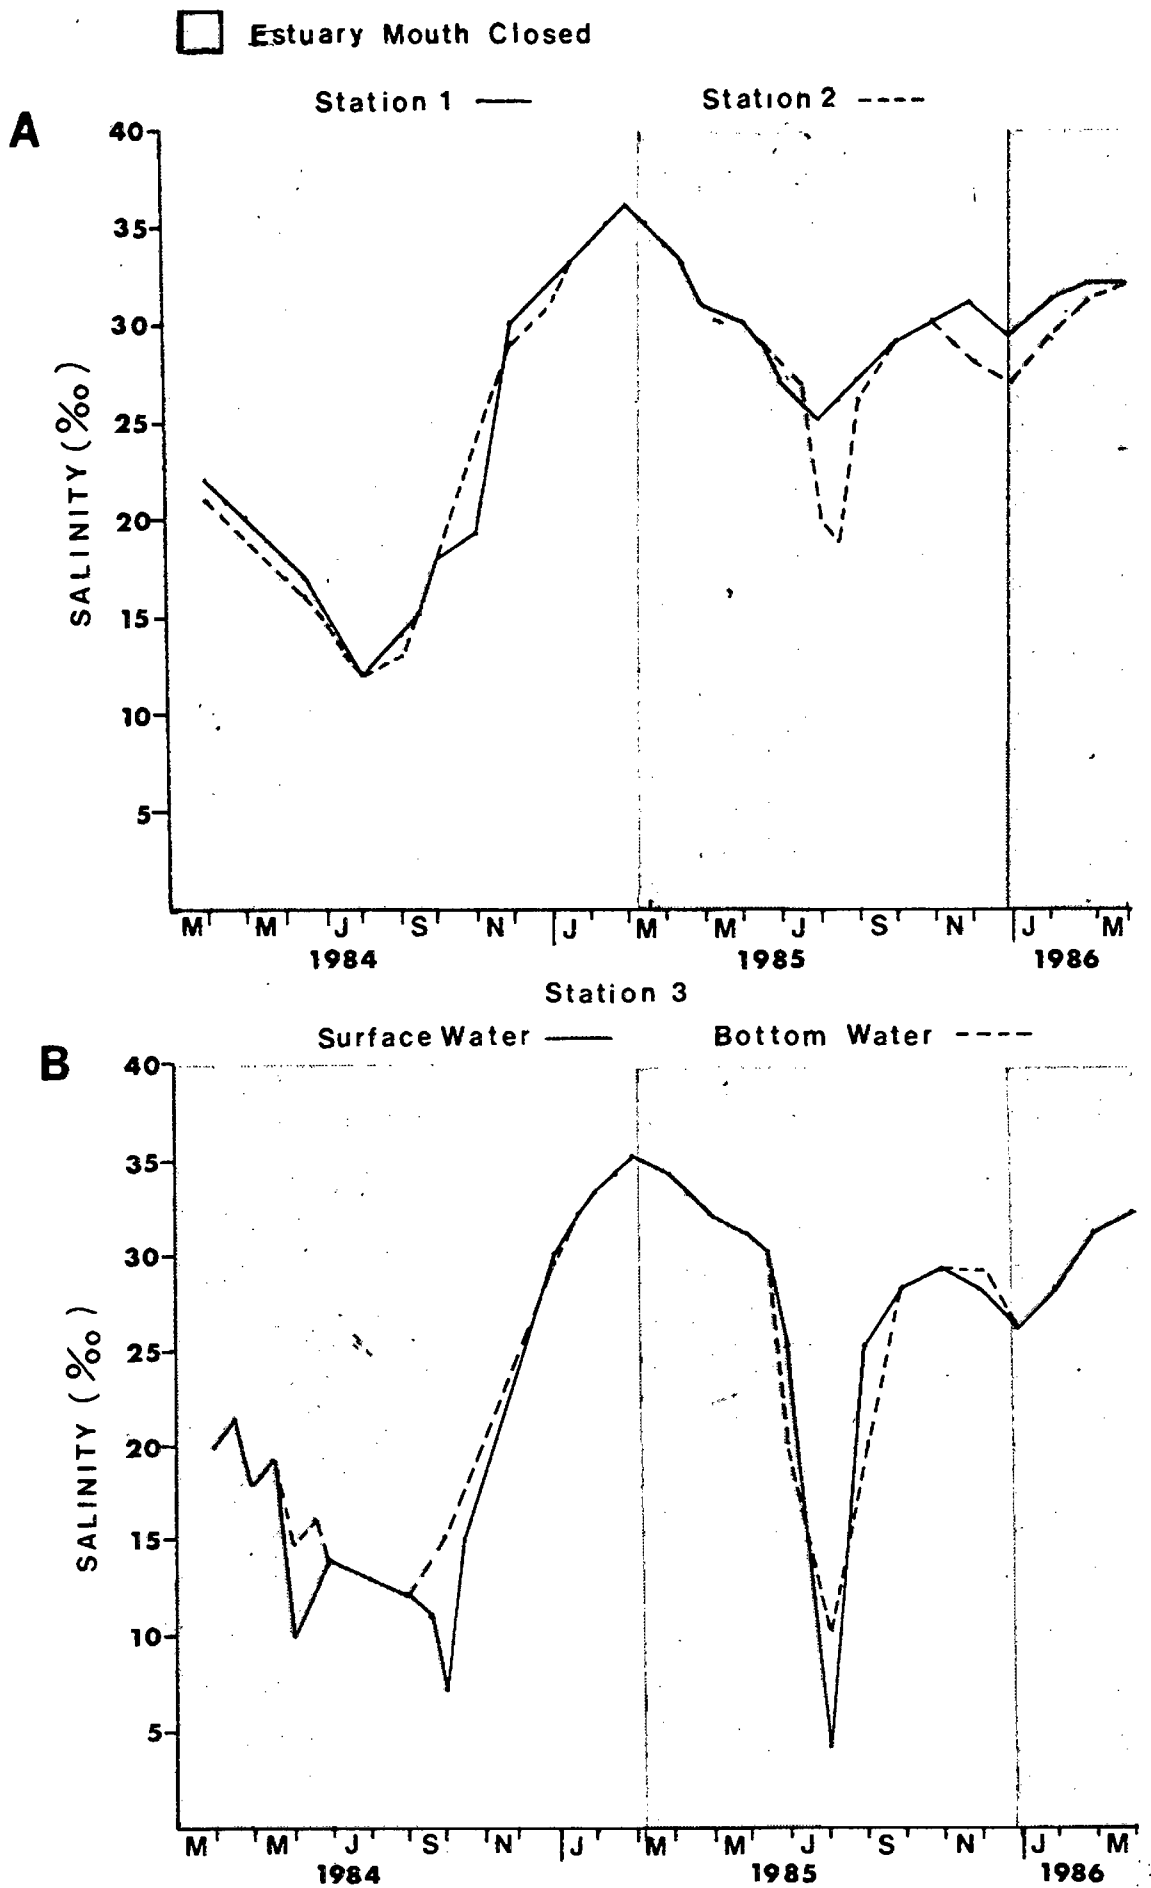 Estuary Mouth Closed
Station 1 Station 2
A
40
35
30
25
20
15
10
5
SALINITY (‰)
M M J S N J M M J S N J M
1984 1985 1986
Station 3
Surface Water Bottom Water
B
40
35
30
25
20
15
10
5
SALINITY (‰)
M M J S N J M M J S N J M
1984 1985 1986